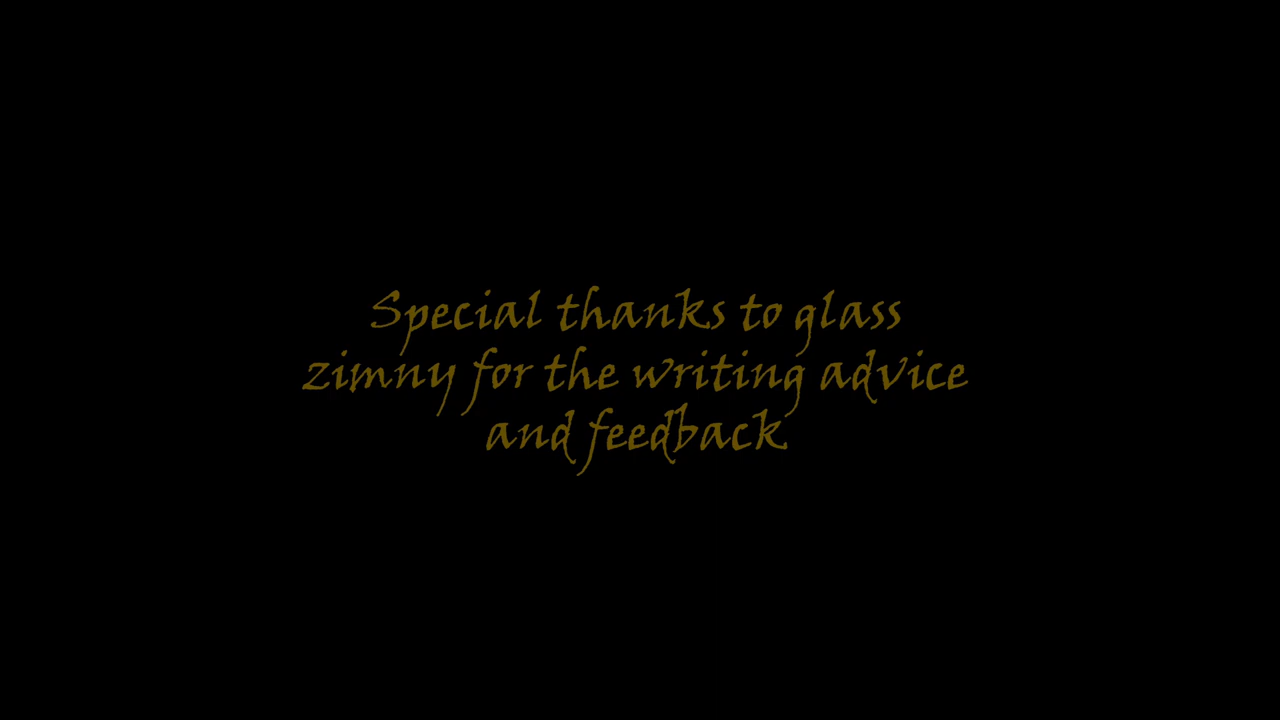 Special thanks to glass
zimny for the writing advice
and feedback